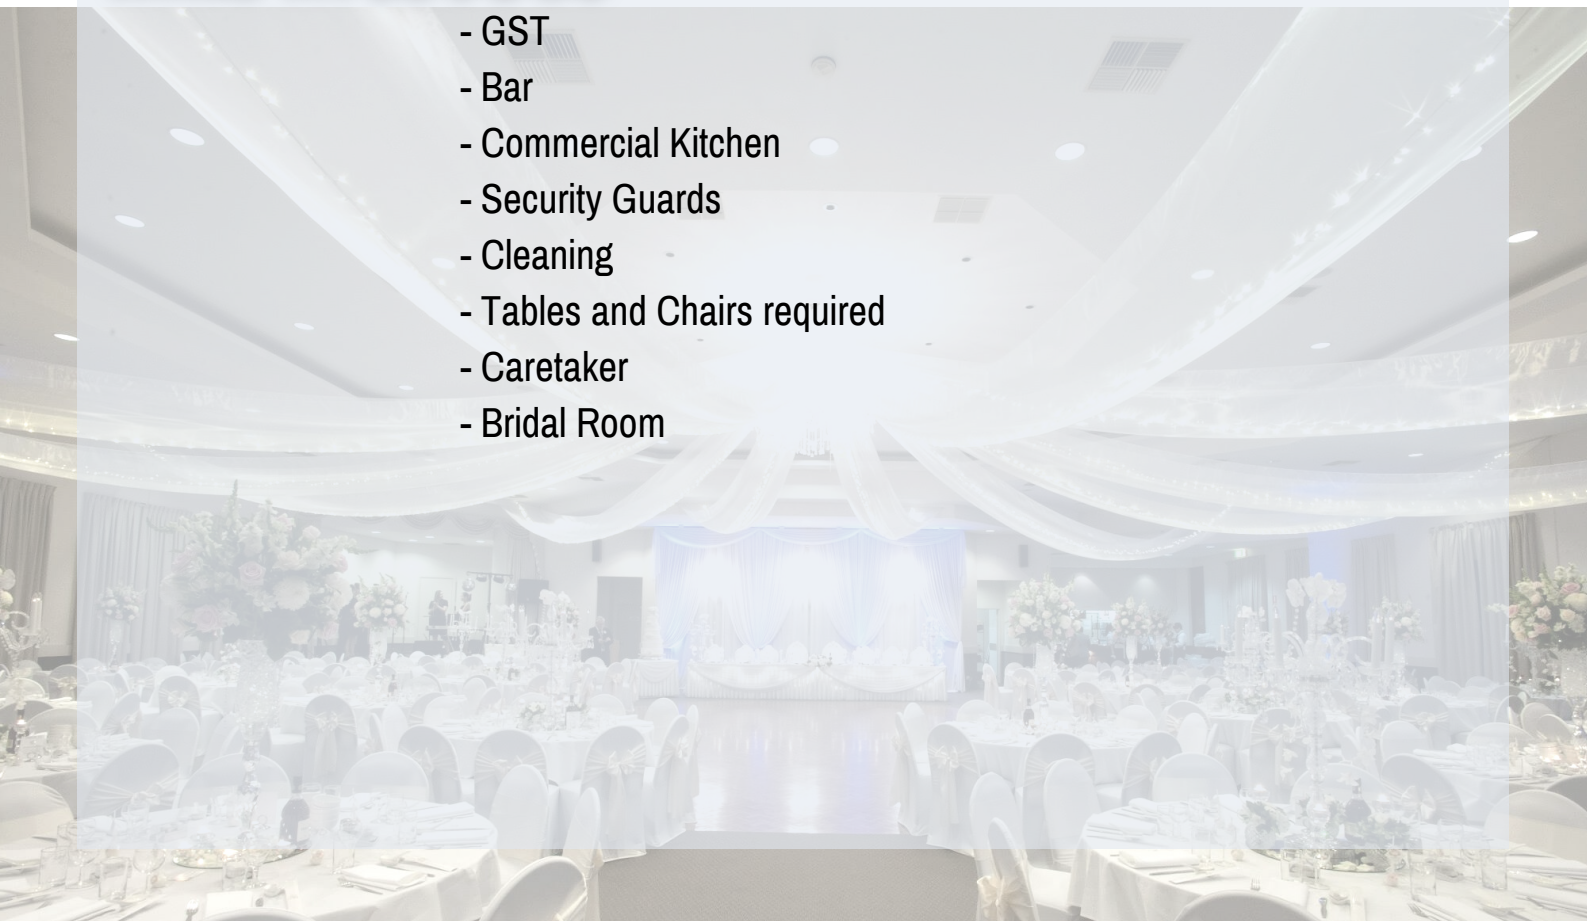 - GST
- Bar
- Commercial Kitchen
- Security Guards
- Cleaning
- Tables and Chairs required
- Caretaker
- Bridal Room